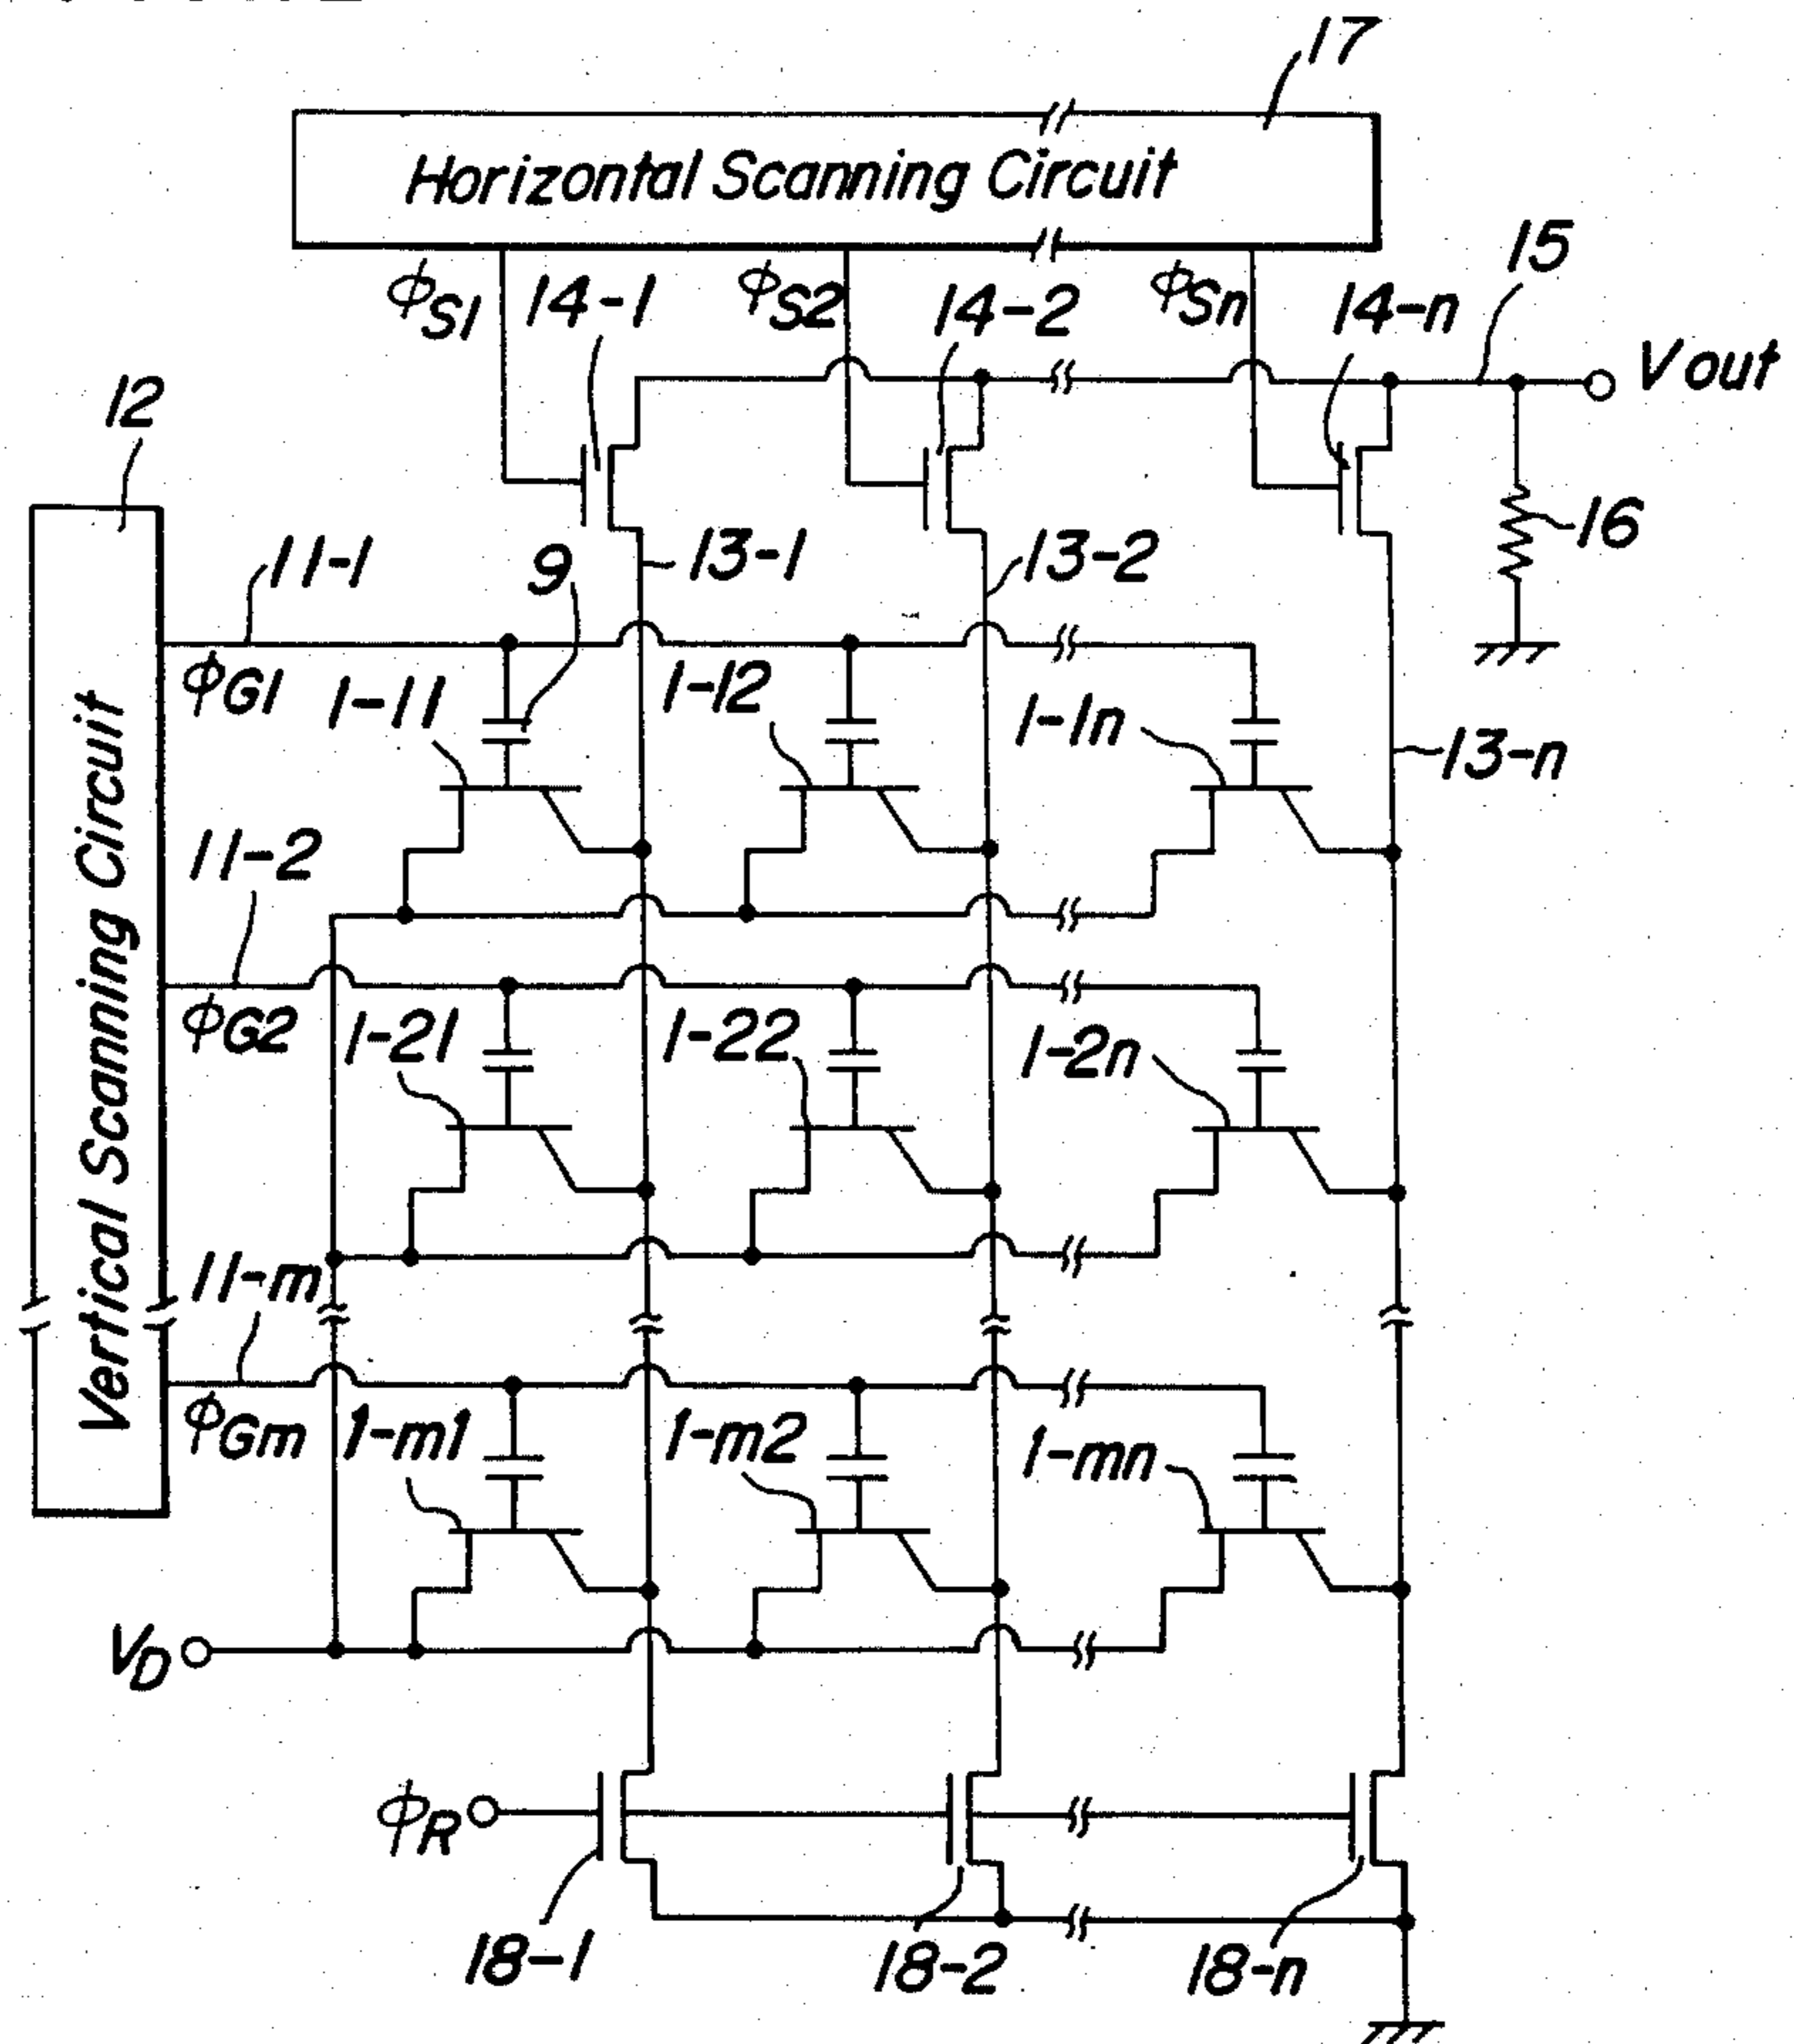 17
Horizontal Scanning Circuit
15
ϕS1 14-1 ϕS2 14-2 ϕSn 14-n
Vout
12
16
11-1 9 13-1 13-2
ϕG1 1-11 1-12 1-1n
13-n
Vertical Scanning Circuit
11-2
ϕG2 1-21 1-22 1-2n
11-m
ϕGm 1-m1 1-m2 1-mn
VD
ϕR
18-1 18-2 18-n